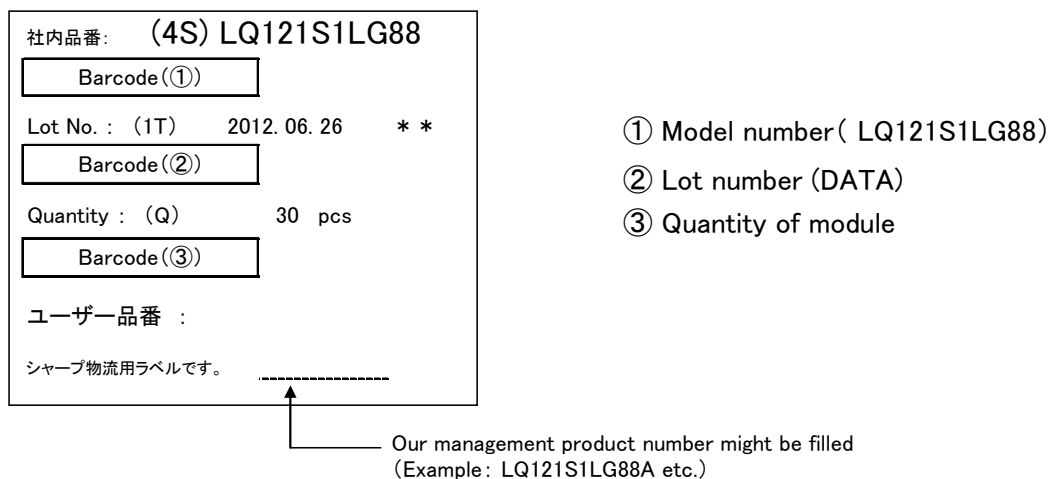 社内品番: (4S) LQ121S1LG88
Barcode(①)
Lot No. : (1T) 2012. 06. 26 * *
Barcode(②)
Quantity : (Q) 30 pcs
Barcode(③)
ユーザー品番 :
シャープ物流用ラベルです。
① Model number( LQ121S1LG88)
② Lot number (DATA)
③ Quantity of module
Our management product number might be filled
(Example: LQ121S1LG88A etc.)